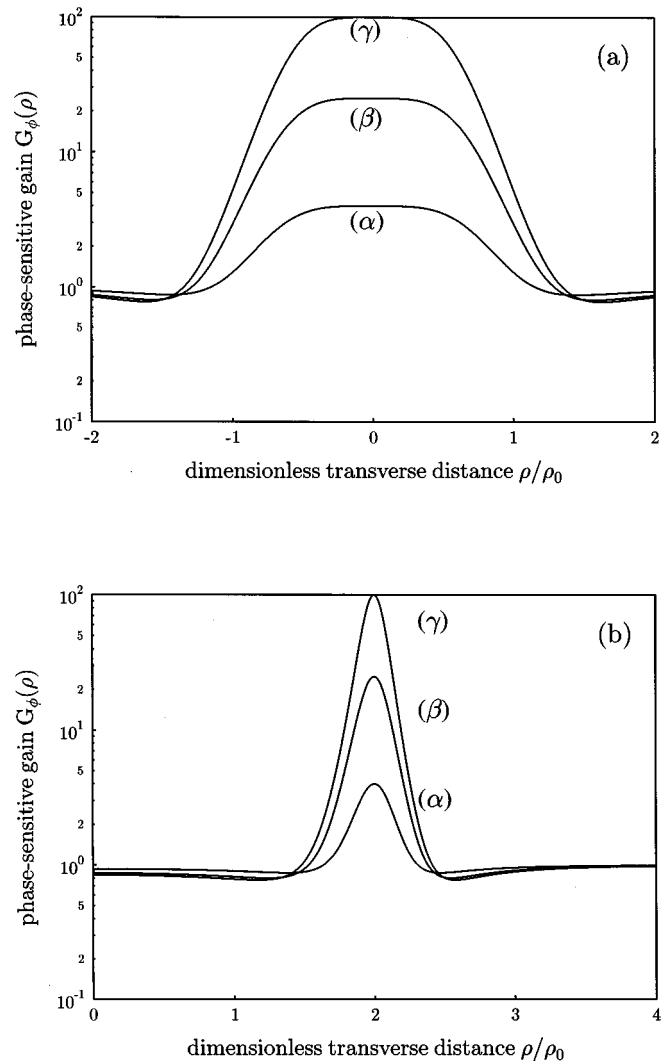 10²
5
2
10¹
5
2
10⁰
5
2
10⁻¹
phase-sensitive gain G_ϕ(ρ)
(γ)
(β)
(α)
(a)
-2 -1 0 1 2
dimensionless transverse distance ρ/ρ₀
10²
5
2
10¹
5
2
10⁰
5
2
10⁻¹
phase-sensitive gain G_ϕ(ρ)
(γ)
(β)
(α)
(b)
0 1 2 3 4
dimensionless transverse distance ρ/ρ₀